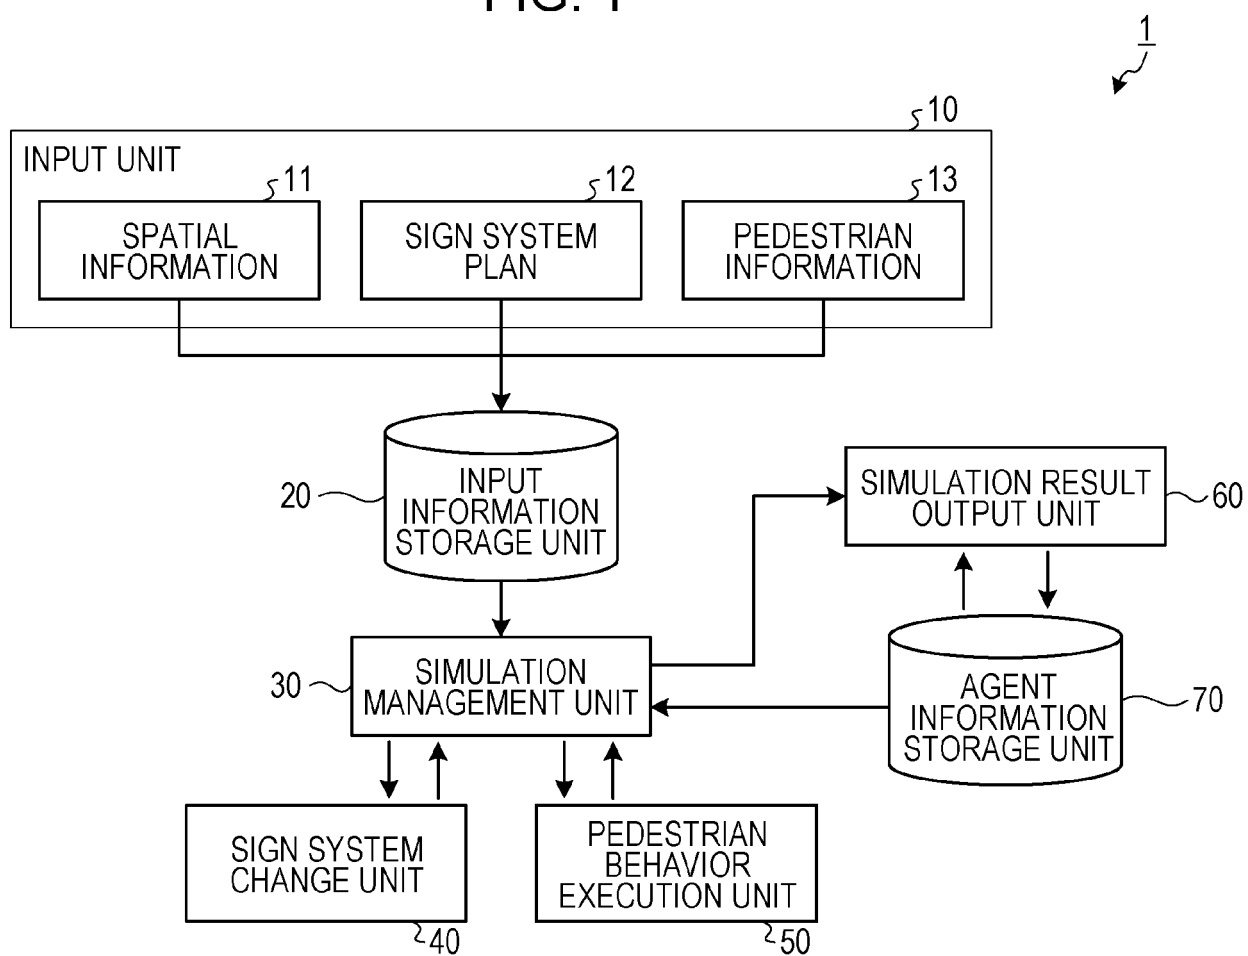 FIG. 1
1
10
INPUT UNIT
11
12
13
SPATIAL
INFORMATION
SIGN SYSTEM
PLAN
PEDESTRIAN
INFORMATION
20
INPUT
INFORMATION
STORAGE UNIT
SIMULATION RESULT
OUTPUT UNIT
60
30
SIMULATION
MANAGEMENT UNIT
AGENT
INFORMATION
STORAGE UNIT
70
SIGN SYSTEM
CHANGE UNIT
40
PEDESTRIAN
BEHAVIOR
EXECUTION UNIT
50